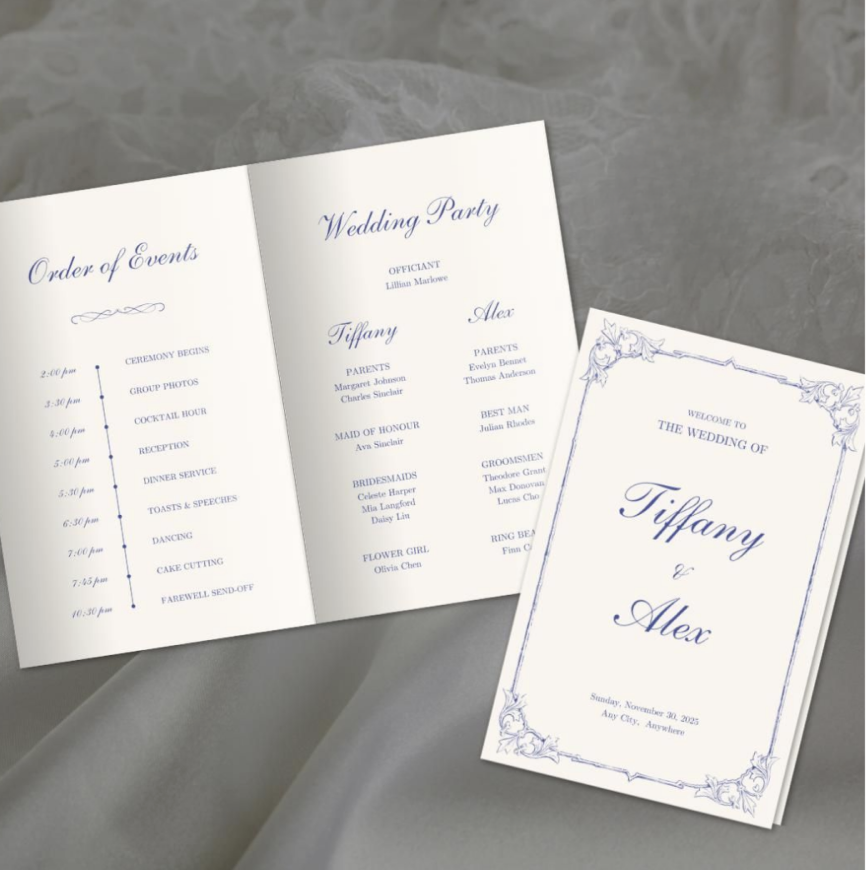 Order of Events
2:00 pm CEREMONY BEGINS
3:30 pm GROUP PHOTOS
4:00 pm COCKTAIL HOUR
5:00 pm RECEPTION
5:30 pm DINNER SERVICE
6:30 pm TOASTS & SPEECHES
7:00 pm DANCING
7:45 pm CAKE CUTTING
10:30 pm FAREWELL SEND-OFF
Wedding Party
OFFICIANT
Lillian Marlowe
Tiffany
PARENTS
Margaret Johnson
Charles Sinclair
MAID OF HONOUR
Ava Sinclair
BRIDESMAIDS
Celeste Harper
Mia Langford
Daisy Lin
FLOWER GIRL
Olivia Chen
Alex
PARENTS
Evelyn Bennet
Thomas Anderson
BEST MAN
Julian Rhodes
GROOMSMEN
Theodore Grant
Max Donovan
Lucas Cho
RING BEA
Finn C
WELCOME TO
THE WEDDING OF
Tiffany
&
Alex
Sunday, November 30, 2025
Any City, Anywhere